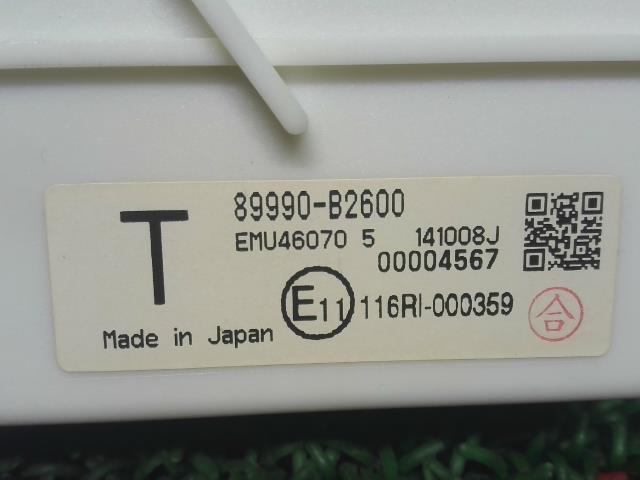 T
89990-B2600
EMU46070 5 141008J
00004567
E11 116RI-000359
Made in Japan
合